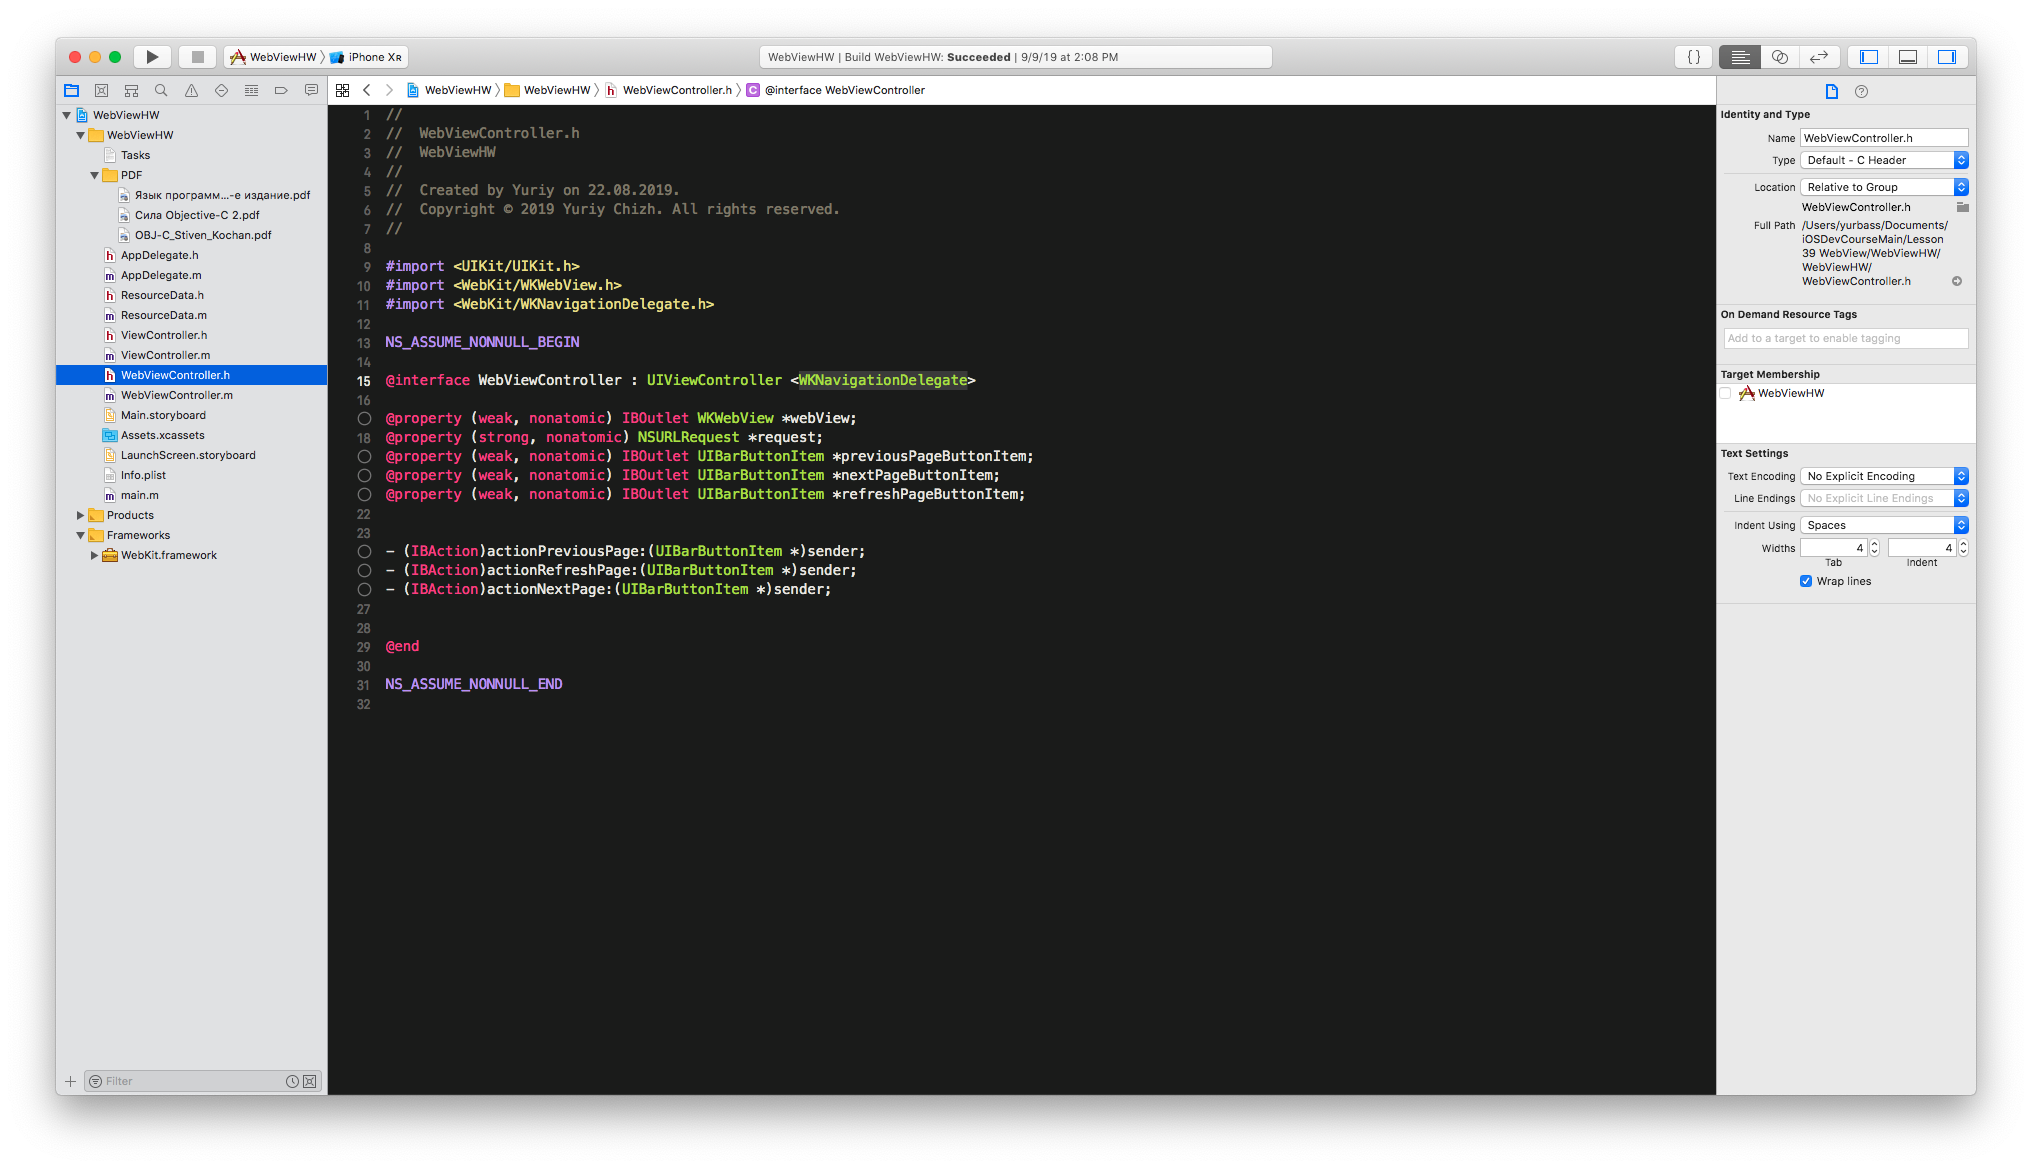 WebViewHW 〉 iPhone Xʀ
WebViewHW | Build WebViewHW: Succeeded | 9/9/19 at 2:08 PM
{ }
WebViewHW 〉 WebViewHW 〉 h WebViewController.h 〉 C @interface WebViewController
WebViewHW
WebViewHW
Tasks
PDF
Язык программ...-е издание.pdf
Сила Objective-C 2.pdf
OBJ-C_Stiven_Kochan.pdf
h AppDelegate.h
m AppDelegate.m
h ResourceData.h
m ResourceData.m
h ViewController.h
m ViewController.m
h WebViewController.h
m WebViewController.m
Main.storyboard
Assets.xcassets
LaunchScreen.storyboard
Info.plist
m main.m
Products
Frameworks
WebKit.framework
+ Filter
1 //
2 //  WebViewController.h
3 //  WebViewHW
4 //
5 //  Created by Yuriy on 22.08.2019.
6 //  Copyright © 2019 Yuriy Chizh. All rights reserved.
7 //
8
9 #import <UIKit/UIKit.h>
10 #import <WebKit/WKWebView.h>
11 #import <WebKit/WKNavigationDelegate.h>
12
13 NS_ASSUME_NONNULL_BEGIN
14
15 @interface WebViewController : UIViewController <WKNavigationDelegate>
16
@property (weak, nonatomic) IBOutlet WKWebView *webView;
18 @property (strong, nonatomic) NSURLRequest *request;
@property (weak, nonatomic) IBOutlet UIBarButtonItem *previousPageButtonItem;
@property (weak, nonatomic) IBOutlet UIBarButtonItem *nextPageButtonItem;
@property (weak, nonatomic) IBOutlet UIBarButtonItem *refreshPageButtonItem;
22
23
- (IBAction)actionPreviousPage:(UIBarButtonItem *)sender;
- (IBAction)actionRefreshPage:(UIBarButtonItem *)sender;
- (IBAction)actionNextPage:(UIBarButtonItem *)sender;
27
28
29 @end
30
31 NS_ASSUME_NONNULL_END
32
Identity and Type
Name WebViewController.h
Type Default - C Header
Location Relative to Group
WebViewController.h
Full Path /Users/yurbass/Documents/
iOSDevCourseMain/Lesson
39 WebView/WebViewHW/
WebViewHW/
WebViewController.h
On Demand Resource Tags
Add to a target to enable tagging
Target Membership
WebViewHW
Text Settings
Text Encoding No Explicit Encoding
Line Endings No Explicit Line Endings
Indent Using Spaces
Widths 4 4
Tab Indent
Wrap lines